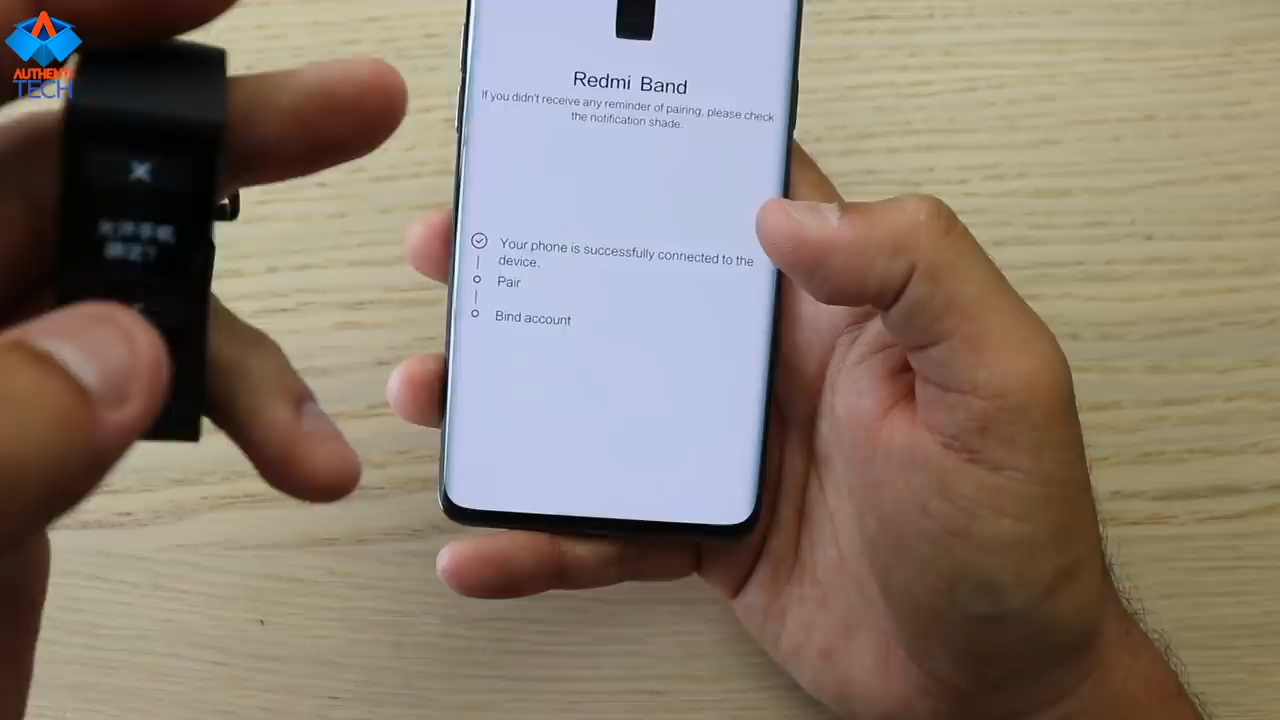 AUTHENTI
TECH
Redmi Band
If you didn't receive any reminder of pairing, please check
the notification shade.
Your phone is successfully connected to the
device.
Pair
Bind account